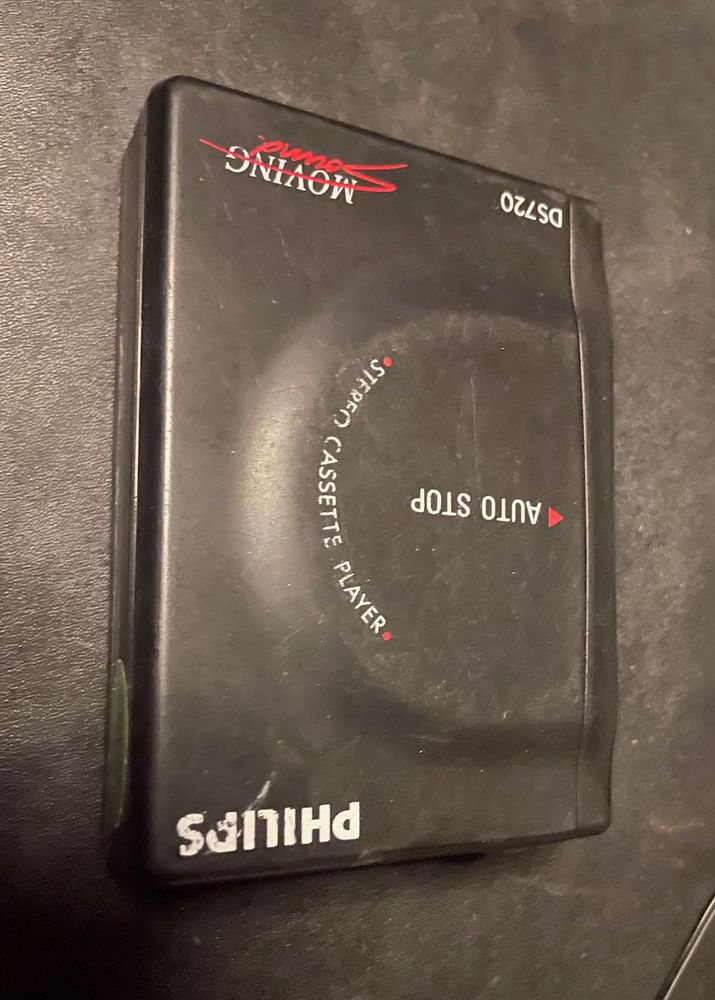 PHILIPS
AUTO STOP
•STEREO CASSETTE PLAYER•
DS720
MOVING
Sound